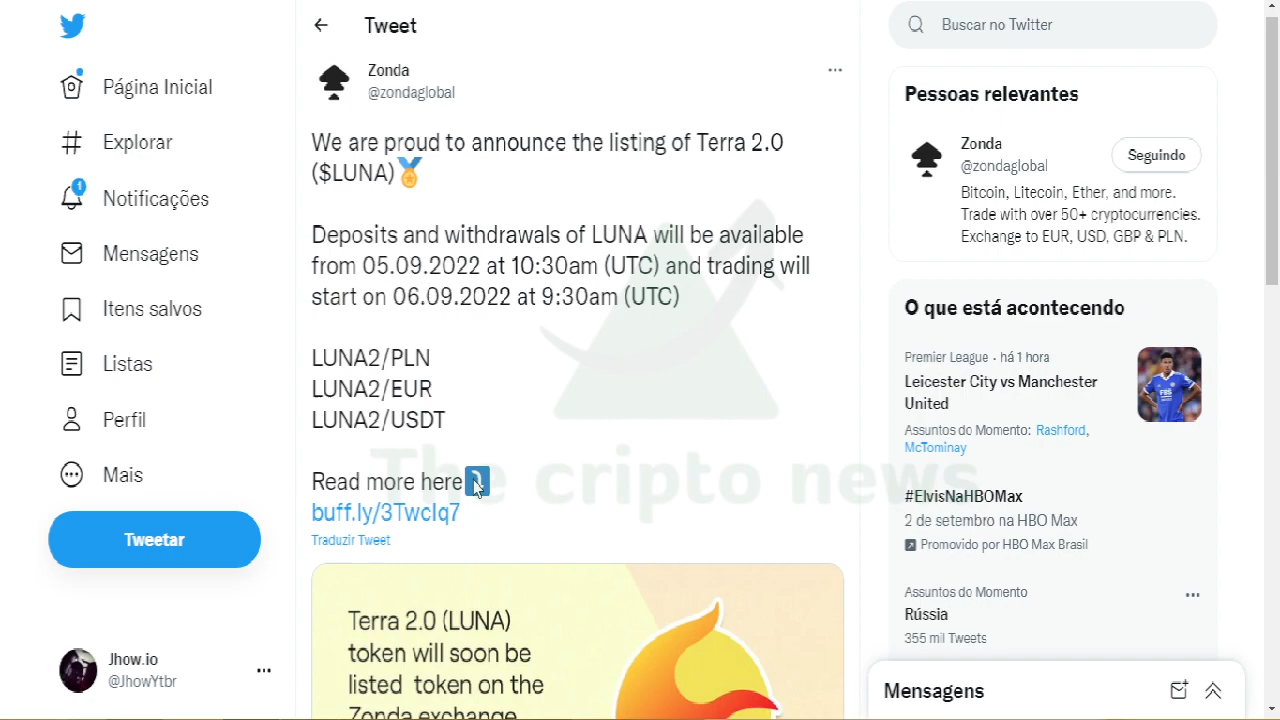 Página Inicial
Explorar
1
Notificações
Mensagens
Itens salvos
Listas
Perfil
Mais
Tweetar
Jhow.io
@JhowYtbr
Tweet
Zonda
@zondaglobal
We are proud to announce the listing of Terra 2.0
($LUNA)
Deposits and withdrawals of LUNA will be available
from 05.09.2022 at 10:30am (UTC) and trading will
start on 06.09.2022 at 9:30am (UTC)
LUNA2/PLN
LUNA2/EUR
LUNA2/USDT
Read more here
Traduzir Tweet
Terra 2.0 (LUNA)
token will soon be
listed token on the
Zonda exchange
The cripto news
Buscar no Twitter
Pessoas relevantes
Zonda
@zondaglobal
Seguindo
Bitcoin, Litecoin, Ether, and more.
Trade with over 50+ cryptocurrencies.
Exchange to EUR, USD, GBP & PLN.
O que está acontecendo
Premier League · há 1 hora
Leicester City vs Manchester
United
Assuntos do Momento: Rashford,
McTominay
#ElvisNaHBOMax
2 de setembro na HBO Max
Promovido por HBO Max Brasil
Assuntos do Momento
Rússia
355 mil Tweets
Mensagens